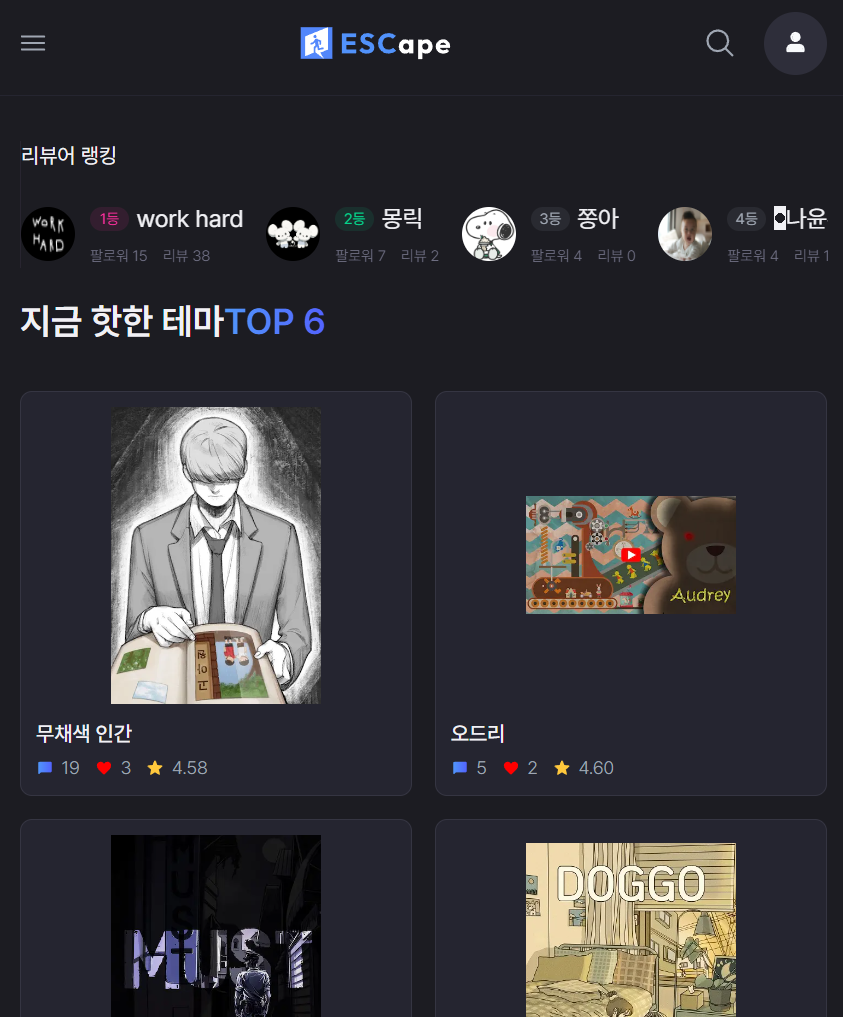 ESCape
리뷰어 랭킹
WORK HARD
1등 work hard
팔로워 15 리뷰 38
2등 몽릭
팔로워 7 리뷰 2
3등 쫑아
팔로워 4 리뷰 0
4등 나윤
팔로워 4 리뷰 1
지금 핫한 테마TOP 6
Audrey
무채색 인간
19 3 4.58
오드리
5 2 4.60
MUST
MUST
DOGGO